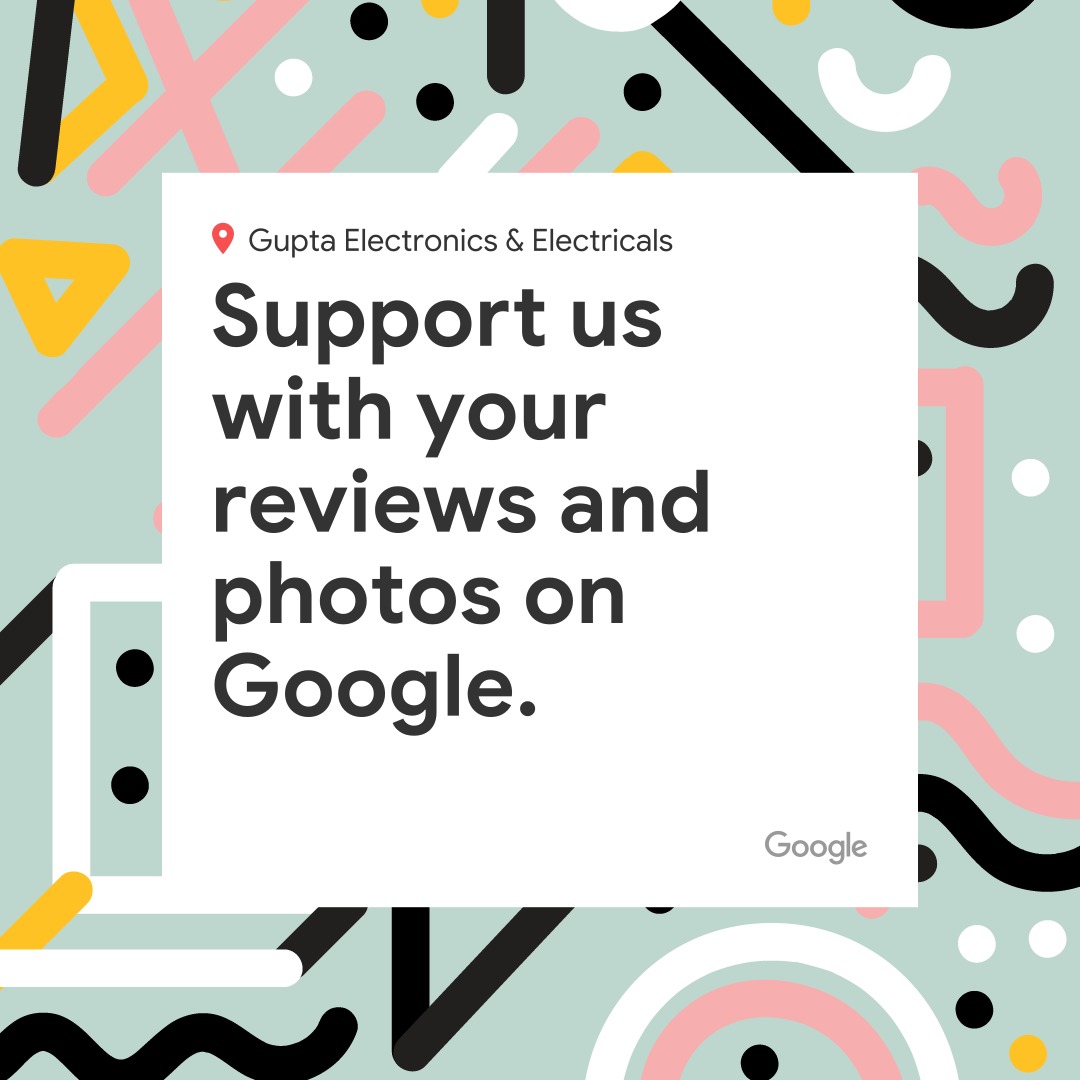 Gupta Electronics & Electricals
Support us
with your
reviews and
photos on
Google.
Google